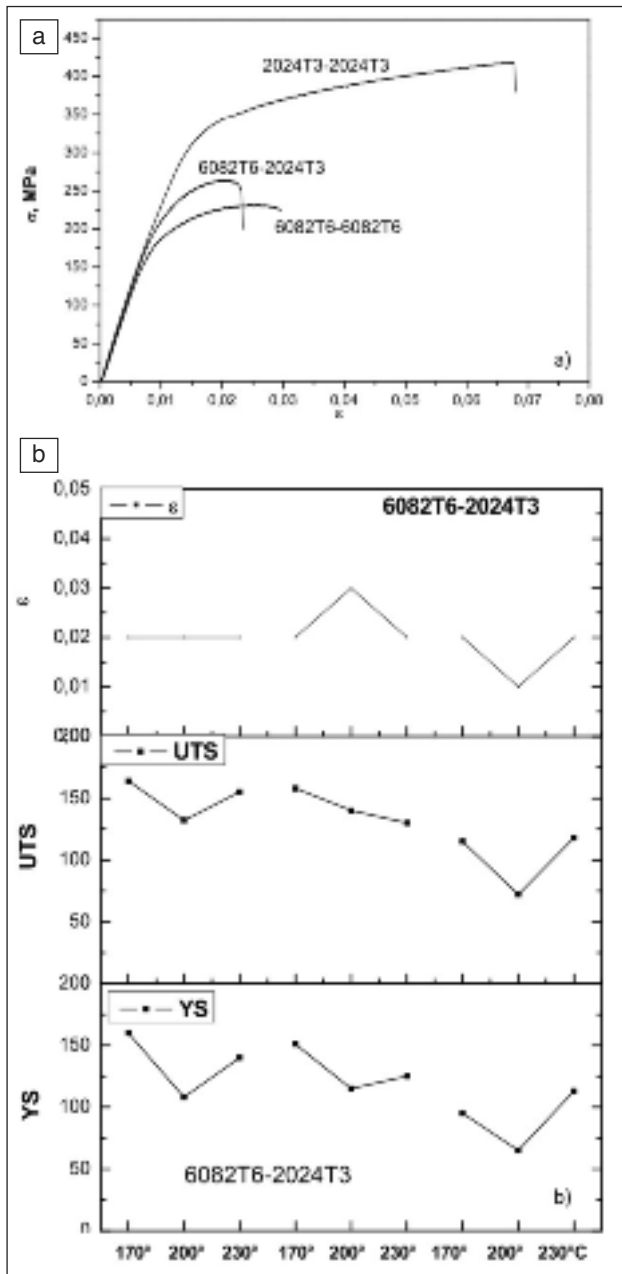 a
450
400
350
300
250
200
150
100
50
0
σ, MPa
2024T3-2024T3
6082T6-2024T3
6082T6-6082T6
a)
0,00 0,01 0,02 0,03 0,04 0,05 0,06 0,07 0,08
ε
b
0,05
0,04
0,03
0,02
0,01
ε
ε
6082T6-2024T3
200
150
100
50
UTS
UTS
200
150
100
50
YS
YS
6082T6-2024T3
b)
170° 200° 230° 170° 200° 230° 170° 200° 230°C